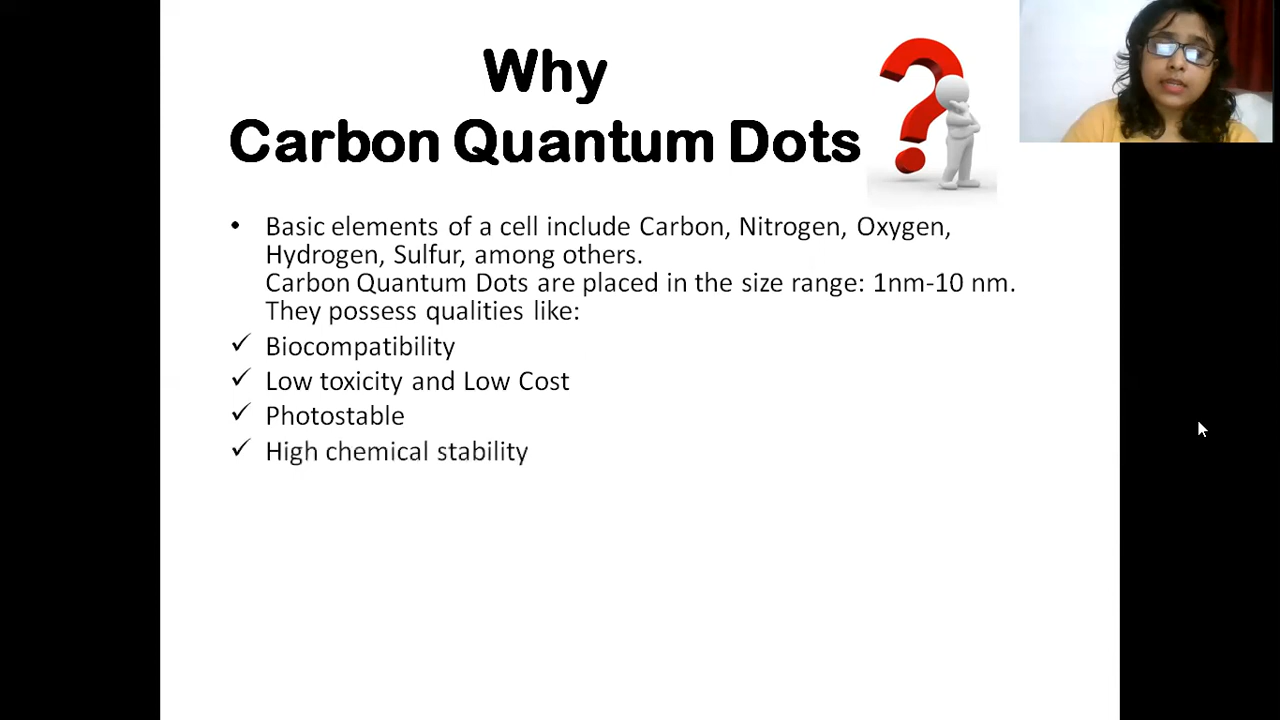 Why
Carbon Quantum Dots
• Basic elements of a cell include Carbon, Nitrogen, Oxygen,
Hydrogen, Sulfur, among others.
Carbon Quantum Dots are placed in the size range: 1nm-10 nm.
They possess qualities like:
✓ Biocompatibility
✓ Low toxicity and Low Cost
✓ Photostable
✓ High chemical stability